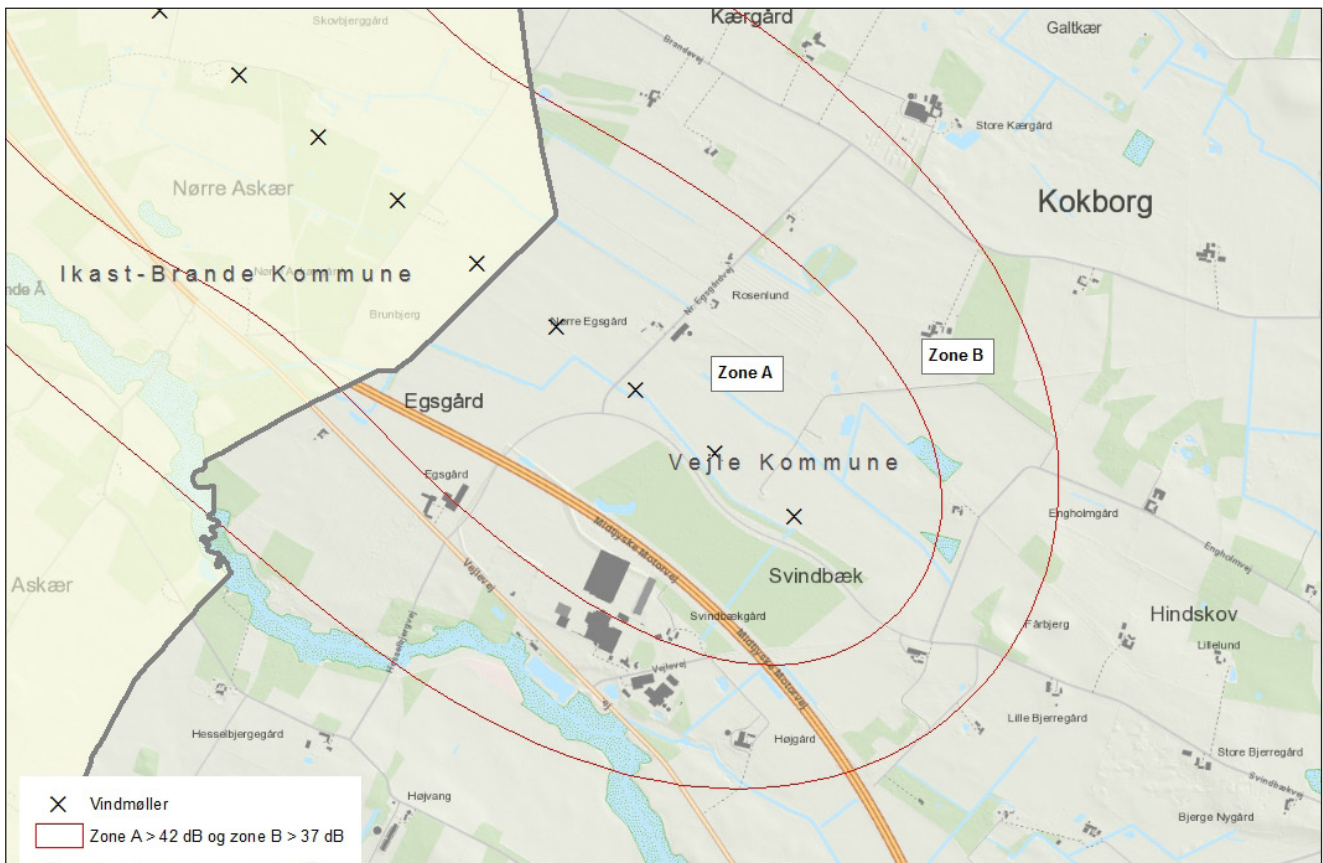 Skovbjerggård
Kærgård
Galtkær
Brandevej
Store Kærgård
Nørre Askær
Kokborg
Ikast-Brande Kommune
Nr. Egsgårdvej
Rosenlund
Brunbjerg
Nørre Egsgård
Zone B
Zone A
Egsgård
Vejle Kommune
Egsgård
Engholmgård
Midtjyske Motorvej
Engholmvej
Vejlevej
Svindbæk
Askær
Svindbækgård
Hindskov
Fårbjerg
Lillelund
Hesselbjergvej
Midtjyske Motorvej
Vejlevej
Lille Bjerregård
Hesselbjergegård
Højgård
Store Bjerregård
Svindbækvej
Højvang
Bjerge Nygård
Vindmøller
Zone A > 42 dB og zone B > 37 dB